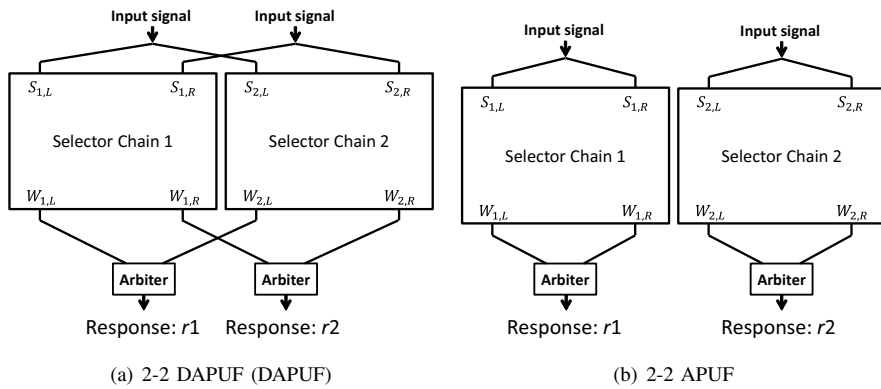 Input signal
Input signal
S1,L
S1,R
S2,L
S2,R
Selector Chain 1
Selector Chain 2
W1,L
W1,R
W2,L
W2,R
Arbiter
Arbiter
Response: r1
Response: r2
(a) 2-2 DAPUF (DAPUF)
Input signal
Input signal
S1,L
S1,R
S2,L
S2,R
Selector Chain 1
Selector Chain 2
W1,L
W1,R
W2,L
W2,R
Arbiter
Arbiter
Response: r1
Response: r2
(b) 2-2 APUF